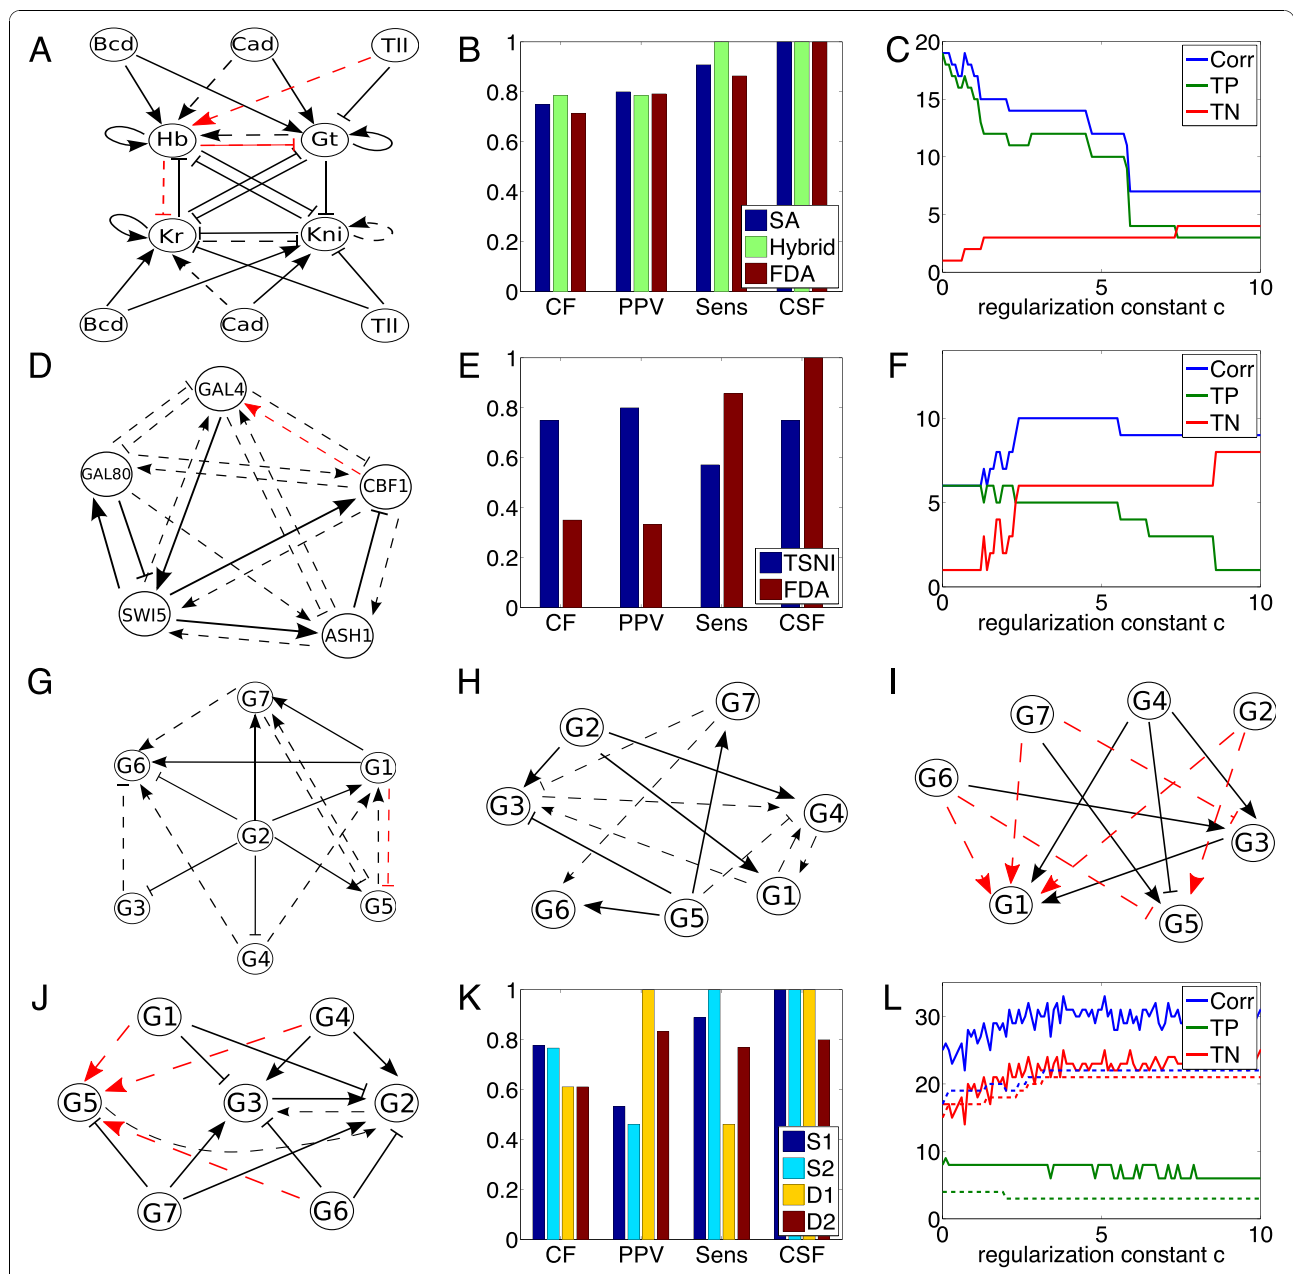 A
Bcd
Cad
Tll
Hb
Gt
Kr
Kni
Bcd
Cad
Tll
B
1
0.8
0.6
0.4
0.2
0
SA
Hybrid
FDA
CF PPV Sens CSF
C
20
15
10
5
0
Corr
TP
TN
0 5 10
regularization constant c
D
GAL4
GAL80
CBF1
SWI5
ASH1
E
1
0.8
0.6
0.4
0.2
0
TSNI
FDA
CF PPV Sens CSF
F
10
5
0
Corr
TP
TN
0 5 10
regularization constant c
G
G7
G6
G1
G2
G3
G5
G4
H
G7
G2
G3
G4
G1
G6
G5
I
G4
G7
G2
G6
G3
G1
G5
J
G1
G4
G5
G3
G2
G7
G6
K
1
0.8
0.6
0.4
0.2
0
S1
S2
D1
D2
CF PPV Sens CSF
L
30
20
10
0
Corr
TP
TN
0 5 10
regularization constant c